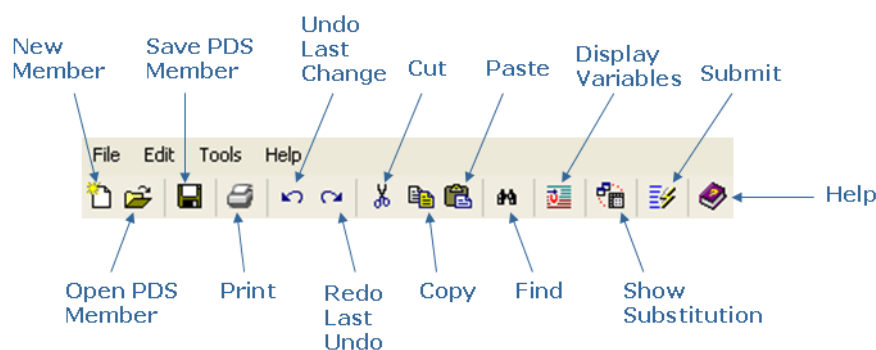 New
Member
Save PDS
Member
Undo
Last
Change
Cut
Paste
Display
Variables
Submit
File Edit Tools Help
Help
Open PDS
Member
Print
Redo
Last
Undo
Copy
Find
Show
Substitution